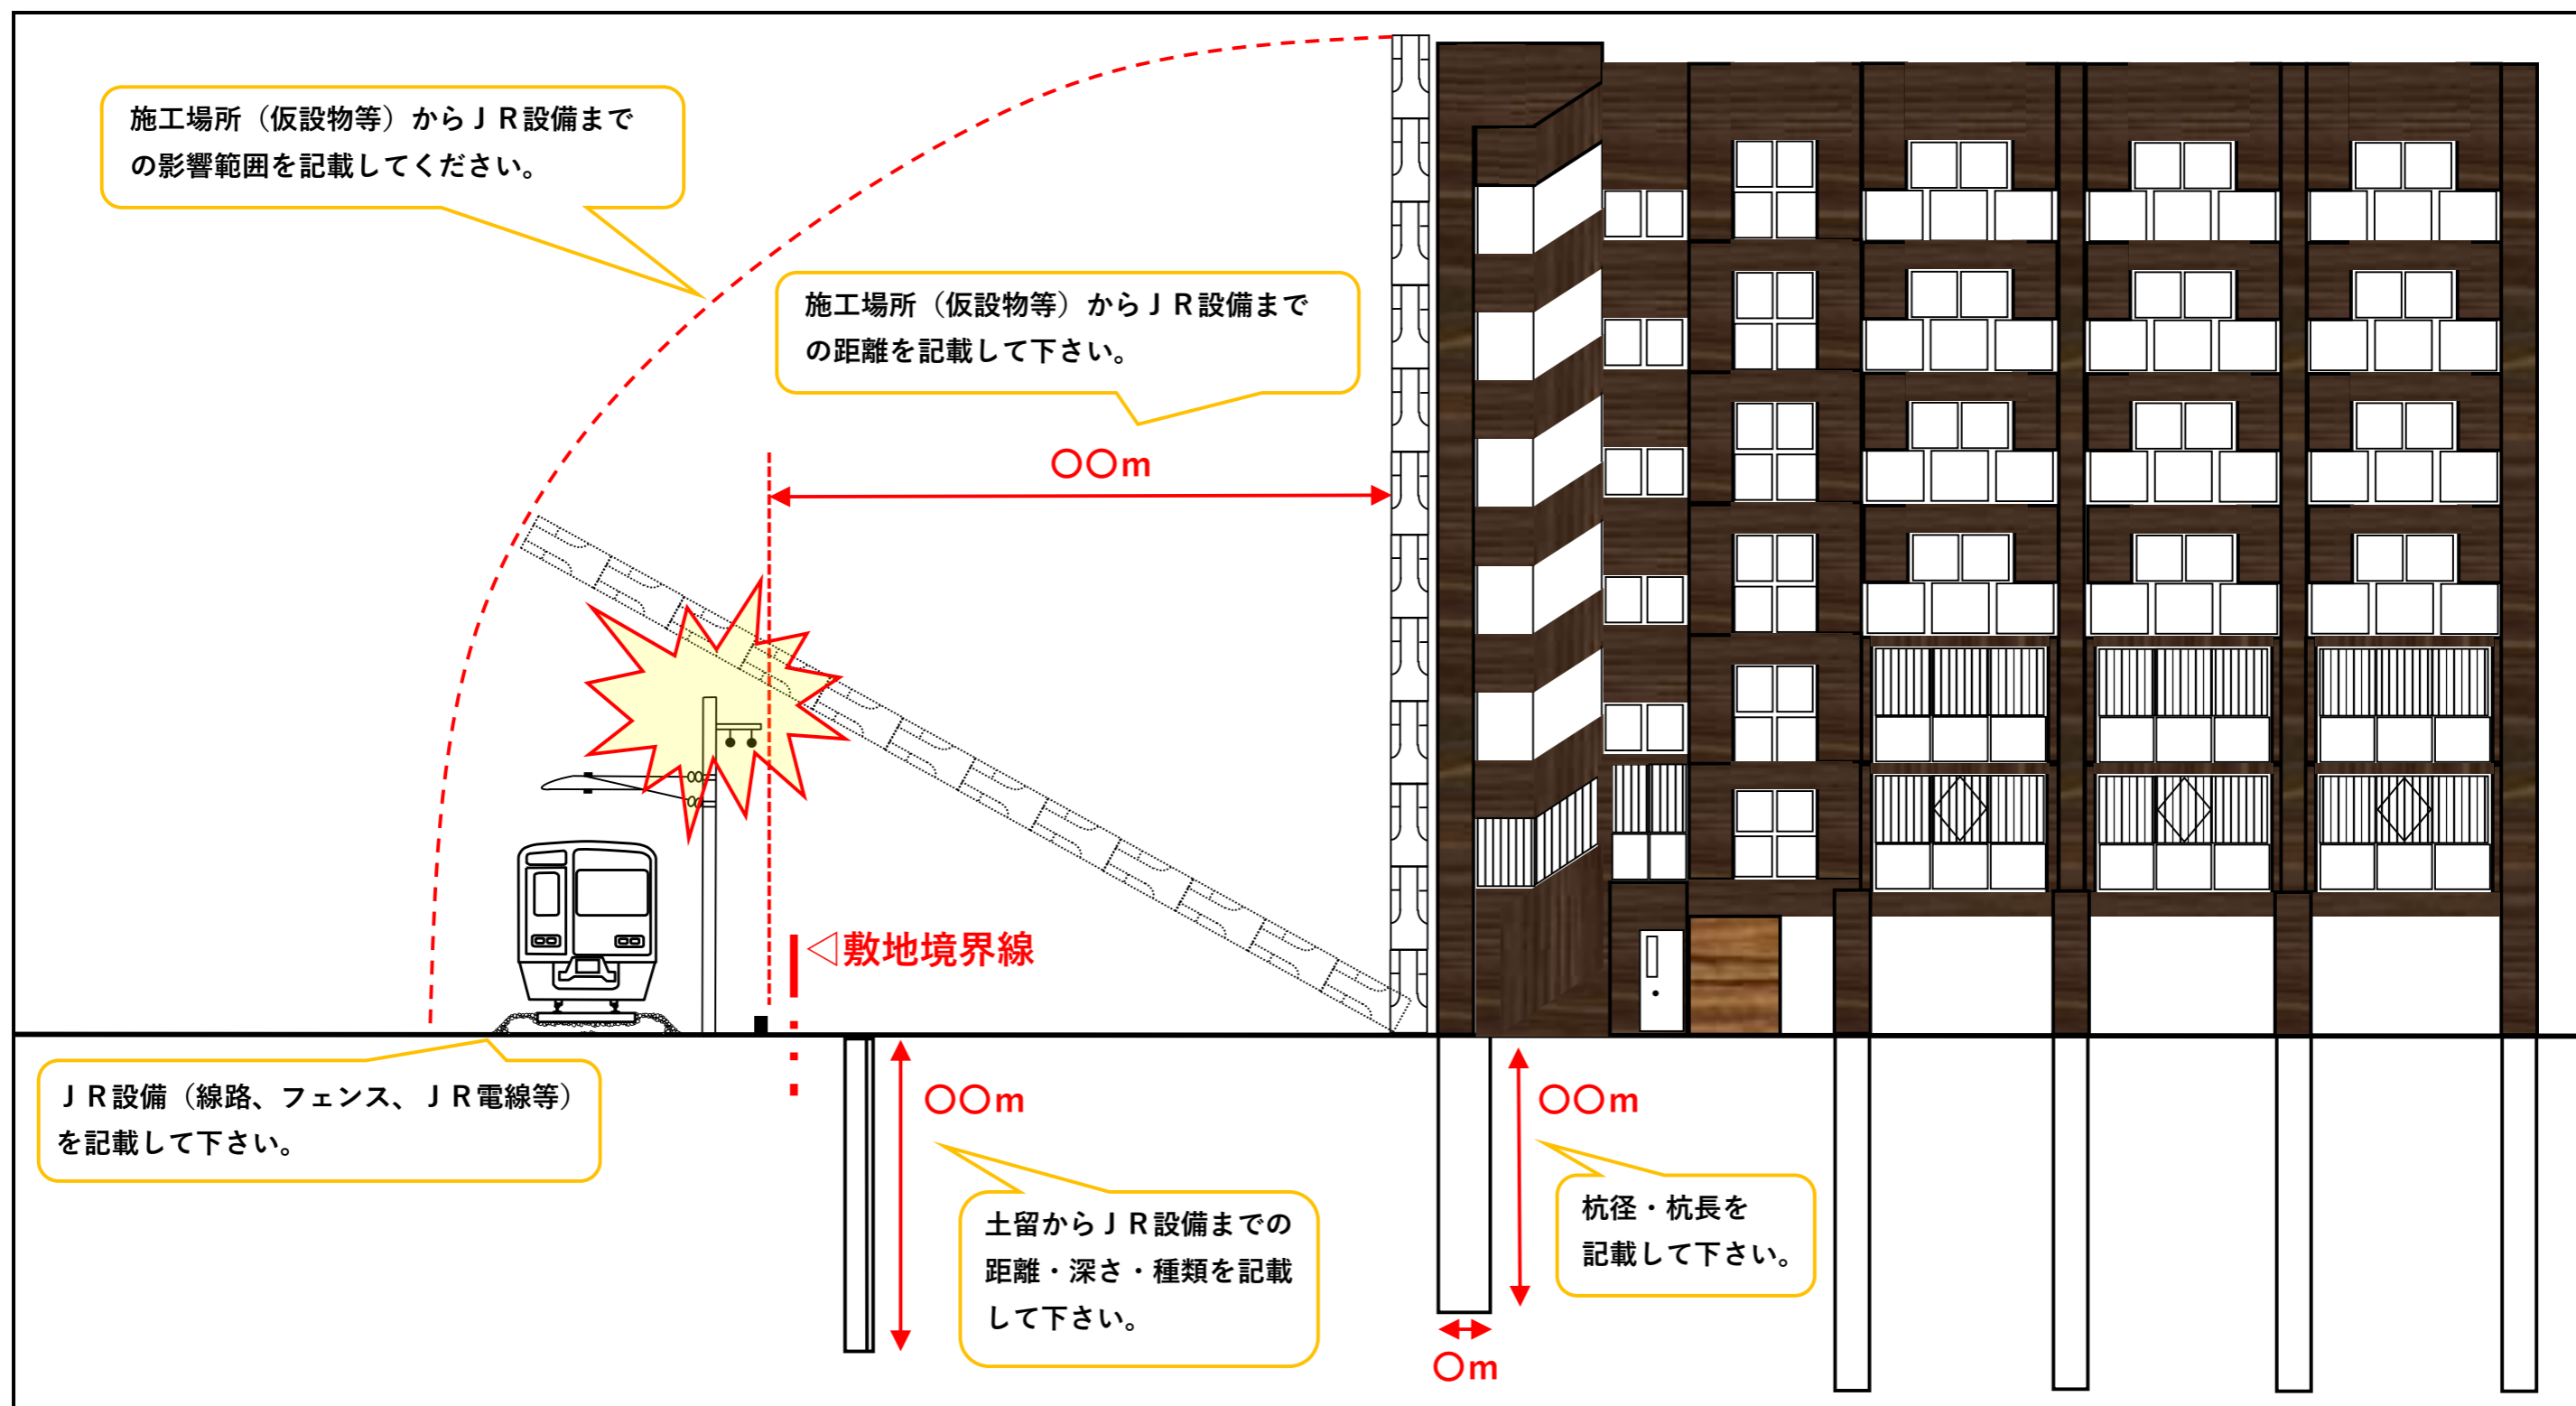 施工場所（仮設物等）からＪＲ設備まで
の影響範囲を記載してください。
施工場所（仮設物等）からＪＲ設備まで
の距離を記載して下さい。
〇〇m
◁敷地境界線
ＪＲ設備（線路、フェンス、ＪＲ電線等）
を記載して下さい。
〇〇m
土留からＪＲ設備までの
距離・深さ・種類を記載
して下さい。
〇〇m
杭径・杭長を
記載して下さい。
〇m